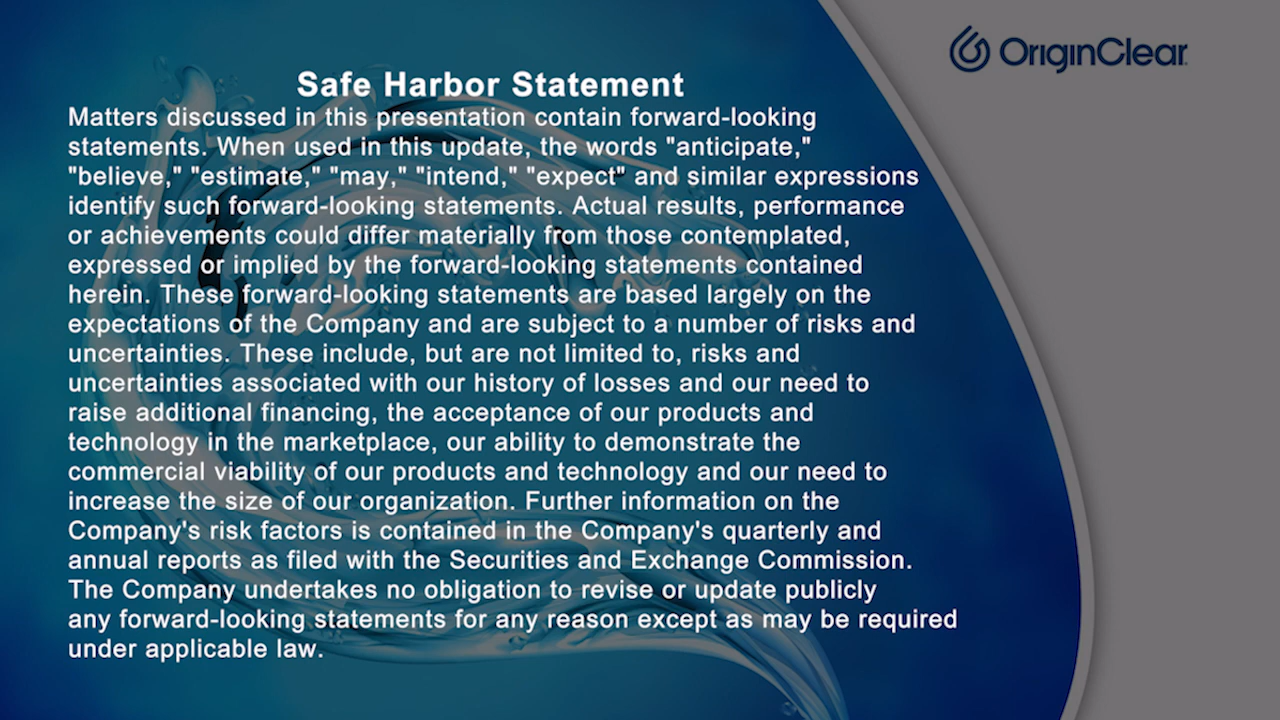 OriginClear
Safe Harbor Statement
Matters discussed in this presentation contain forward-looking
statements. When used in this update, the words "anticipate,"
"believe," "estimate," "may," "intend," "expect" and similar expressions
identify such forward-looking statements. Actual results, performance
or achievements could differ materially from those contemplated,
expressed or implied by the forward-looking statements contained
herein. These forward-looking statements are based largely on the
expectations of the Company and are subject to a number of risks and
uncertainties. These include, but are not limited to, risks and
uncertainties associated with our history of losses and our need to
raise additional financing, the acceptance of our products and
technology in the marketplace, our ability to demonstrate the
commercial viability of our products and technology and our need to
increase the size of our organization. Further information on the
Company's risk factors is contained in the Company's quarterly and
annual reports as filed with the Securities and Exchange Commission.
The Company undertakes no obligation to revise or update publicly
any forward-looking statements for any reason except as may be required
under applicable law.